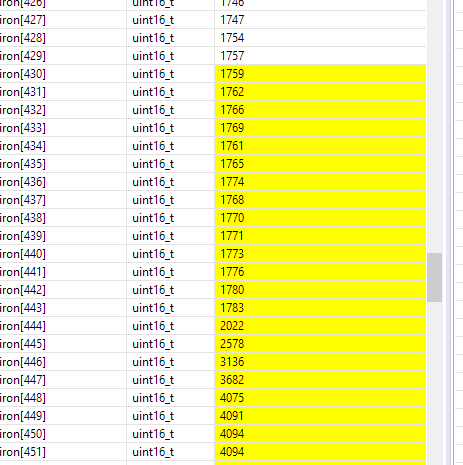 iron[426] uint16_t 1746
iron[427] uint16_t 1747
iron[428] uint16_t 1754
iron[429] uint16_t 1757
iron[430] uint16_t 1759
iron[431] uint16_t 1762
iron[432] uint16_t 1766
iron[433] uint16_t 1769
iron[434] uint16_t 1761
iron[435] uint16_t 1765
iron[436] uint16_t 1774
iron[437] uint16_t 1768
iron[438] uint16_t 1770
iron[439] uint16_t 1771
iron[440] uint16_t 1773
iron[441] uint16_t 1776
iron[442] uint16_t 1780
iron[443] uint16_t 1783
iron[444] uint16_t 2022
iron[445] uint16_t 2578
iron[446] uint16_t 3136
iron[447] uint16_t 3682
iron[448] uint16_t 4075
iron[449] uint16_t 4091
iron[450] uint16_t 4094
iron[451] uint16_t 4094